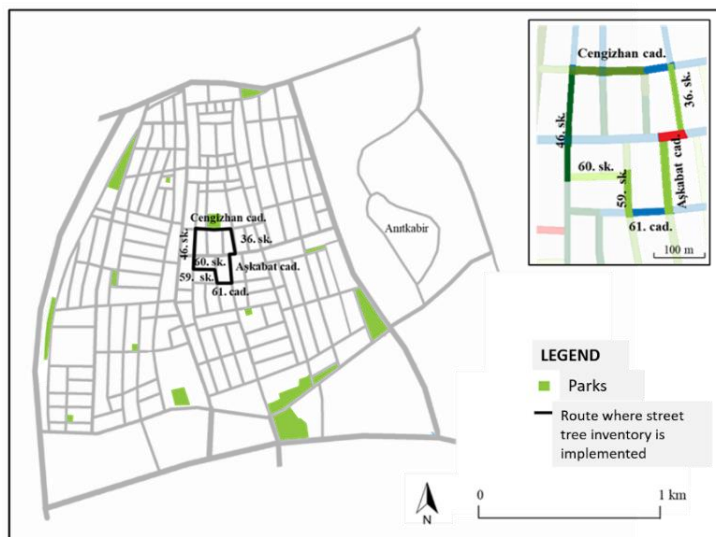 Cengizhan cad.
46. sk.
36. sk.
60. sk.
Aşkabat cad.
59. sk.
61. cad.
Anıtkabir
Cengizhan cad.
36. sk.
46. sk.
60. sk.
59. sk.
Aşkabat cad.
61. cad.
100 m
LEGEND
Parks
Route where street
tree inventory is
implemented
N
0 1 km